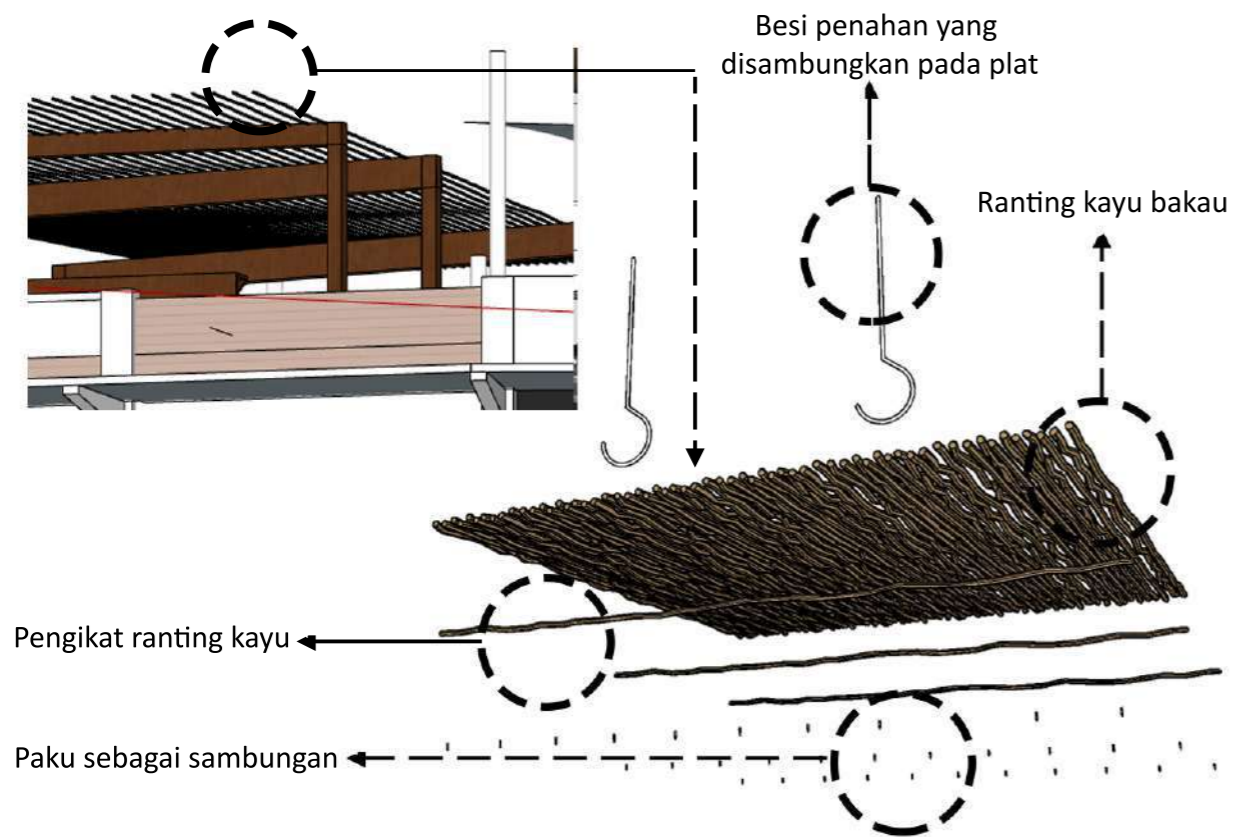 Besi penahan yang
disambungkan pada plat
Ranting kayu bakau
Pengikat ranting kayu
Paku sebagai sambungan